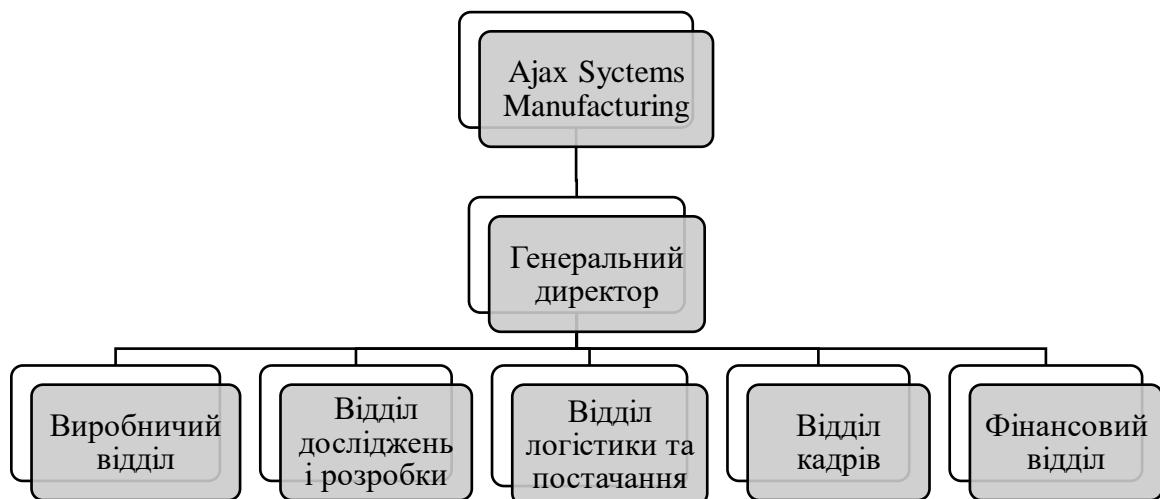 Ajax Syctems
Manufacturing
Генеральний
директор
Виробничий
відділ
Відділ
досліджень
і розробки
Відділ
логістики та
постачання
Відділ
кадрів
Фінансовий
відділ